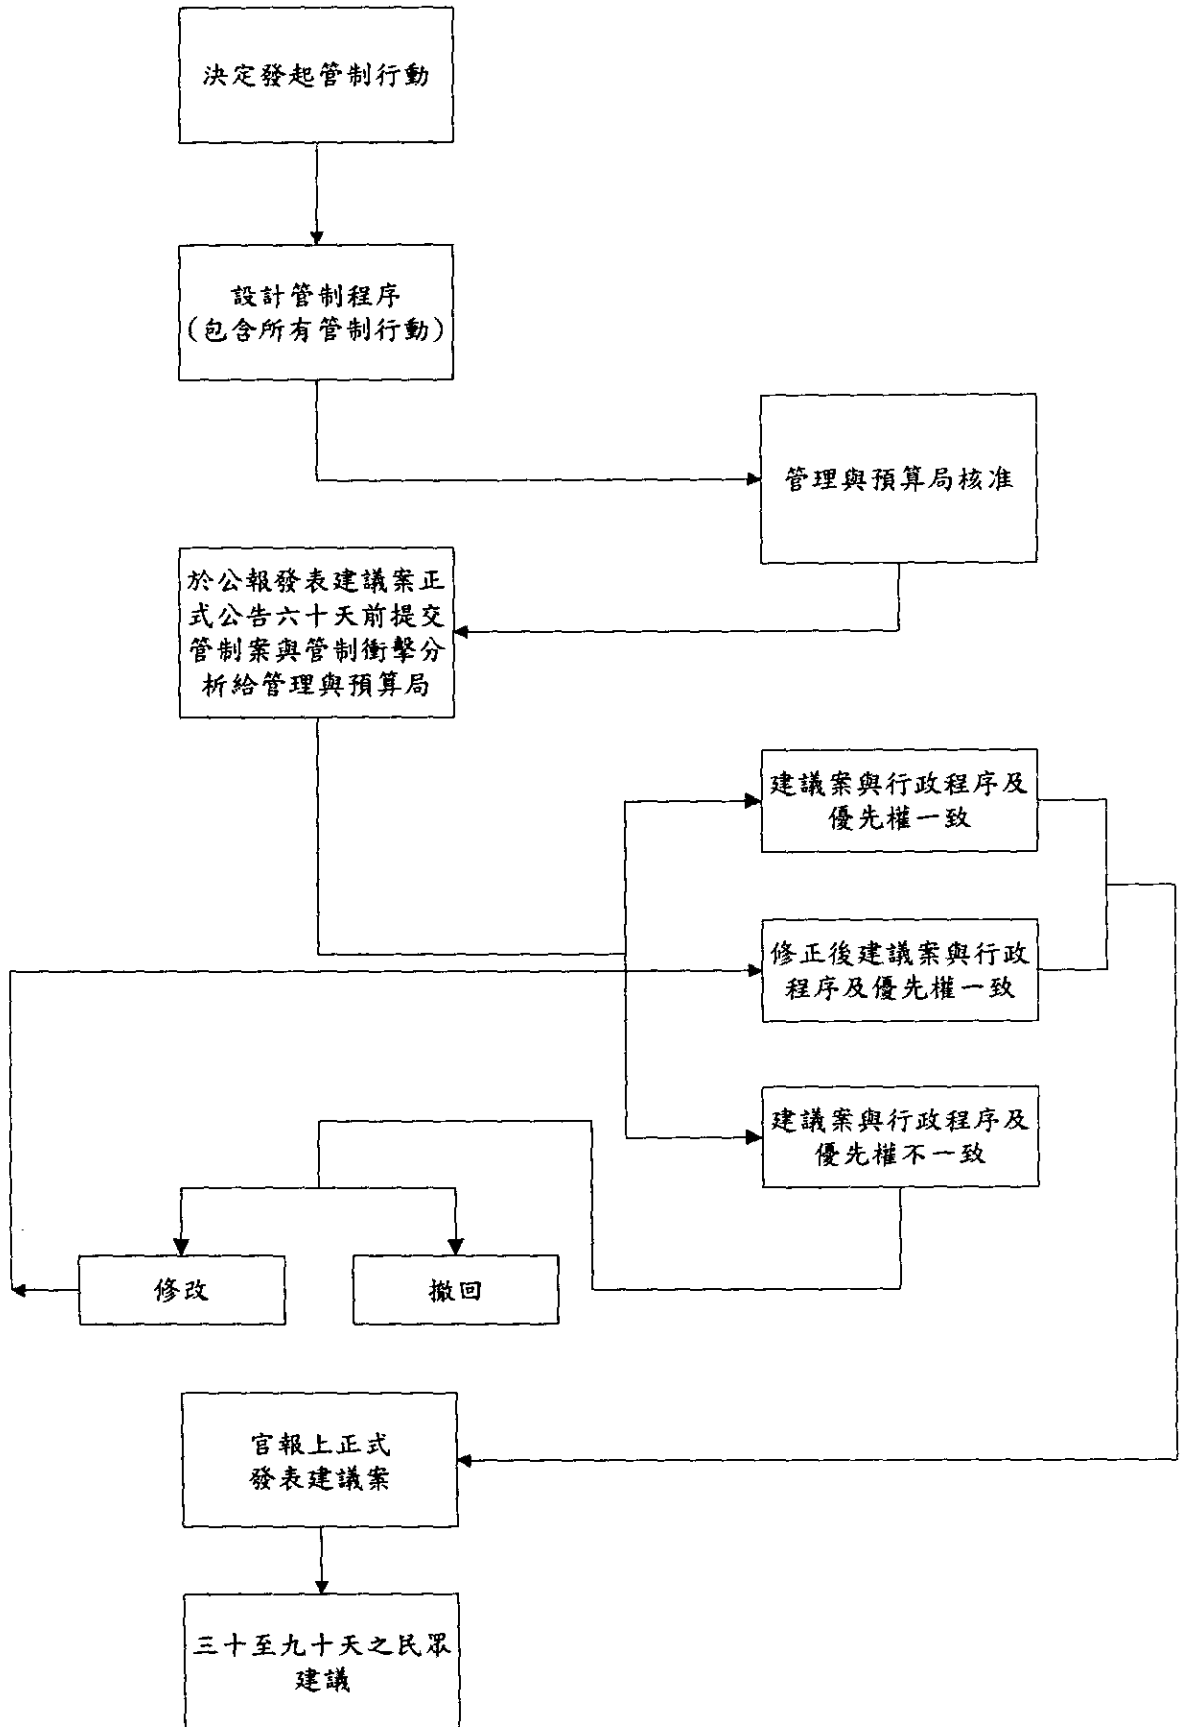 決定發起管制行動
設計管制程序
(包含所有管制行動)
管理與預算局核准
於公報發表建議案正
式公告六十天前提交
管制案與管制衝擊分
析給管理與預算局
建議案與行政程序及
優先權一致
修正後建議案與行政
程序及優先權一致
建議案與行政程序及
優先權不一致
修改
撤回
官報上正式
發表建議案
三十至九十天之民眾
建議